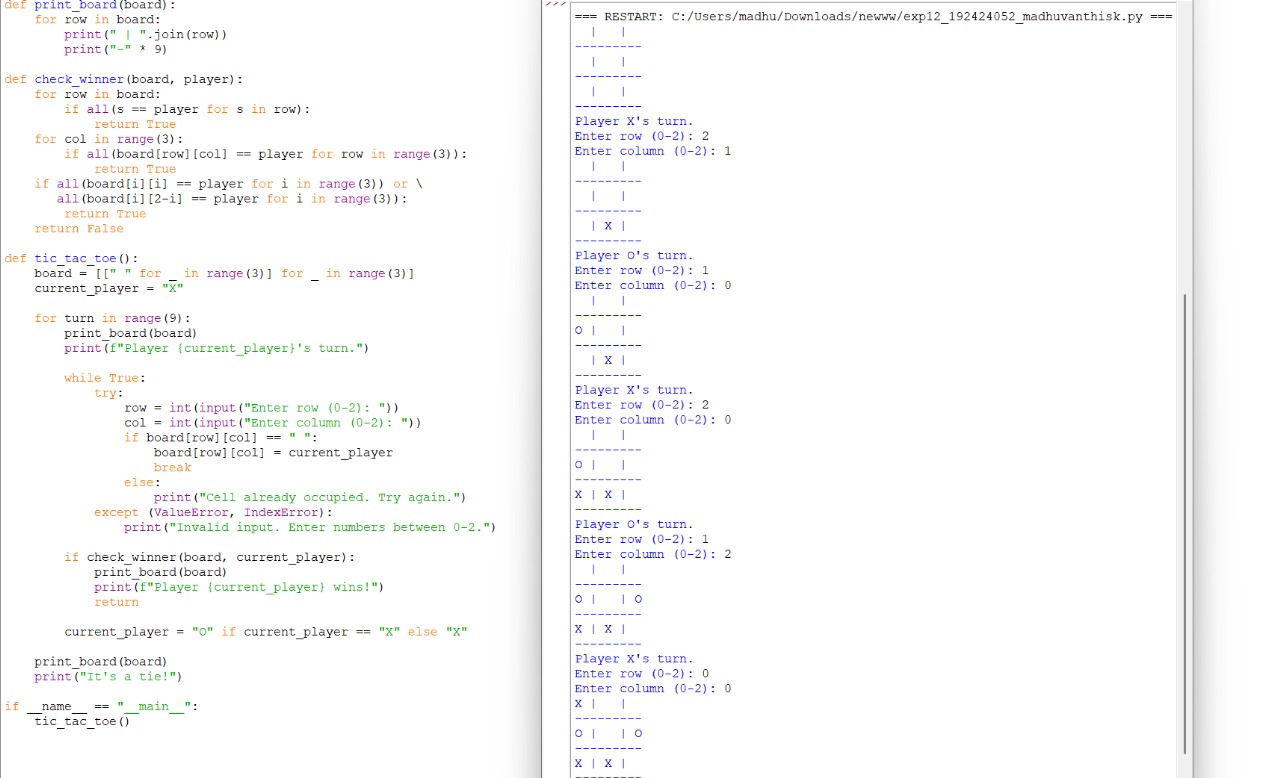 def print_board(board):
    for row in board:
        print(" | ".join(row))
        print("-" * 9)
def check_winner(board, player):
    for row in board:
        if all(s == player for s in row):
            return True
    for col in range(3):
        if all(board[row][col] == player for row in range(3)):
            return True
    if all(board[i][i] == player for i in range(3)) or \
       all(board[i][2-i] == player for i in range(3)):
        return True
    return False
def tic_tac_toe():
    board = [[" " for _ in range(3)] for _ in range(3)]
    current_player = "X"
    for turn in range(9):
        print_board(board)
        print(f"Player {current_player}'s turn.")
        while True:
            try:
                row = int(input("Enter row (0-2): "))
                col = int(input("Enter column (0-2): "))
                if board[row][col] == " ":
                    board[row][col] = current_player
                    break
                else:
                    print("Cell already occupied. Try again.")
            except (ValueError, IndexError):
                print("Invalid input. Enter numbers between 0-2.")
        if check_winner(board, current_player):
            print_board(board)
            print(f"Player {current_player} wins!")
            return
        current_player = "O" if current_player == "X" else "X"
    print_board(board)
    print("It's a tie!")
if __name__ == "__main__":
    tic_tac_toe()
>>>
=== RESTART: C:/Users/madhu/Downloads/newww/exp12_192424052_madhuvanthisk.py ===
  |   |
---------
  |   |
---------
  |   |
---------
Player X's turn.
Enter row (0-2): 2
Enter column (0-2): 1
  |   |
---------
  |   |
---------
  | X |
---------
Player O's turn.
Enter row (0-2): 1
Enter column (0-2): 0
  |   |
---------
O |   |
---------
  | X |
---------
Player X's turn.
Enter row (0-2): 2
Enter column (0-2): 0
  |   |
---------
O |   |
---------
X | X |
---------
Player O's turn.
Enter row (0-2): 1
Enter column (0-2): 2
  |   |
---------
O |   | O
---------
X | X |
---------
Player X's turn.
Enter row (0-2): 0
Enter column (0-2): 0
X |   |
---------
O |   | O
---------
X | X |
---------